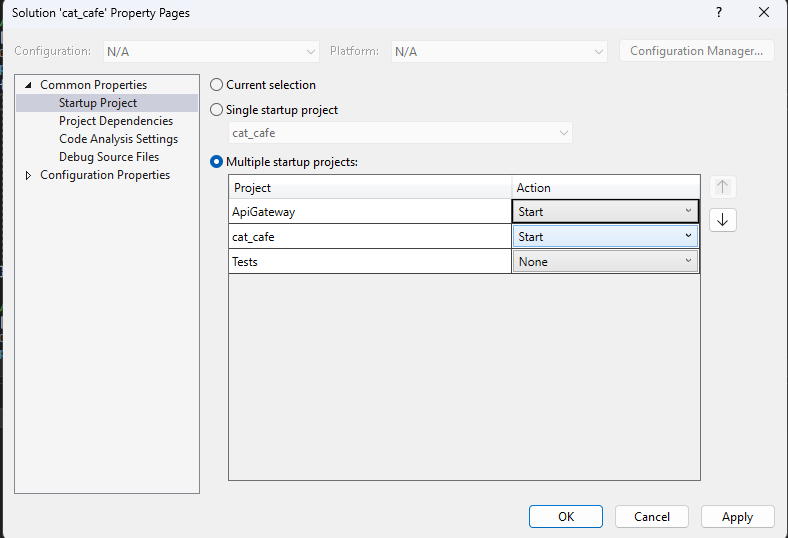 Solution 'cat_cafe' Property Pages ?
Configuration: N/A Platform: N/A Configuration Manager...
Common Properties
Startup Project
Project Dependencies
Code Analysis Settings
Debug Source Files
Configuration Properties
Current selection
Single startup project
cat_cafe
Multiple startup projects:
Project Action
ApiGateway Start
cat_cafe Start
Tests None
OK Cancel Apply